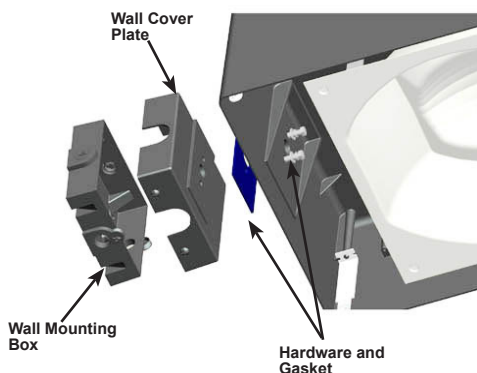 Wall Cover
Plate
Wall Mounting
Box
Hardware and
Gasket